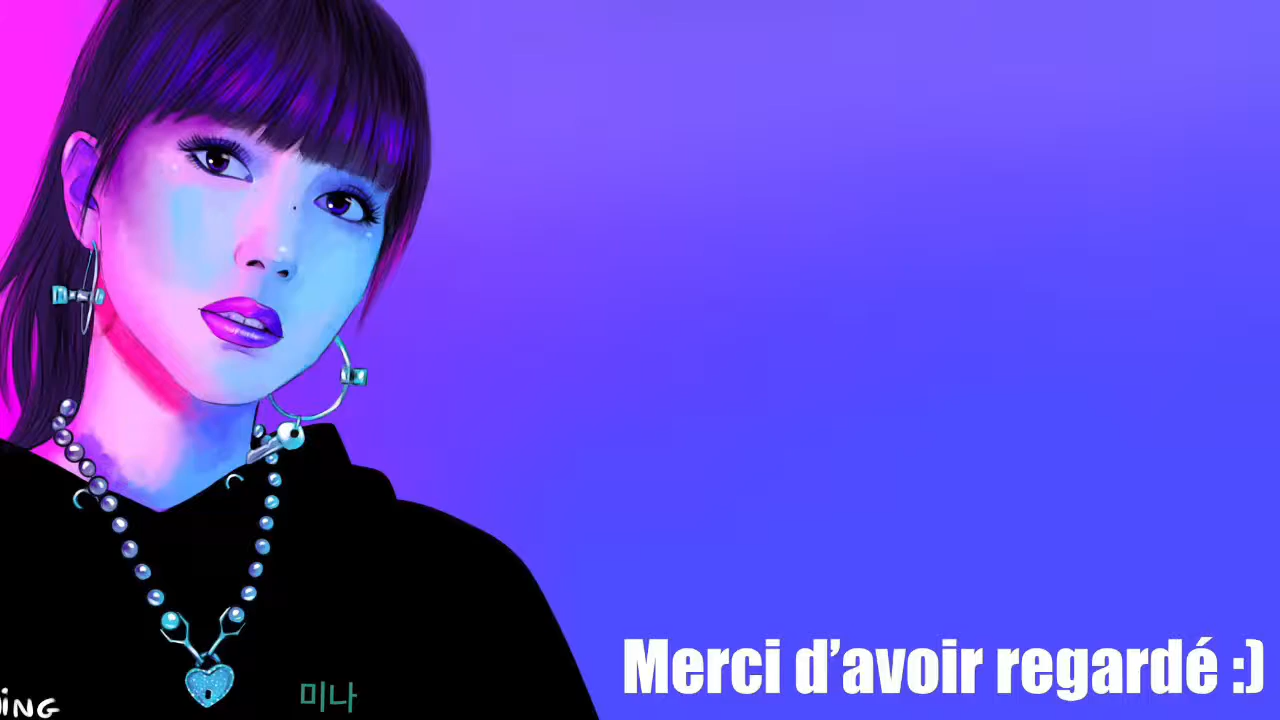 미나
Merci d’avoir regardé :)